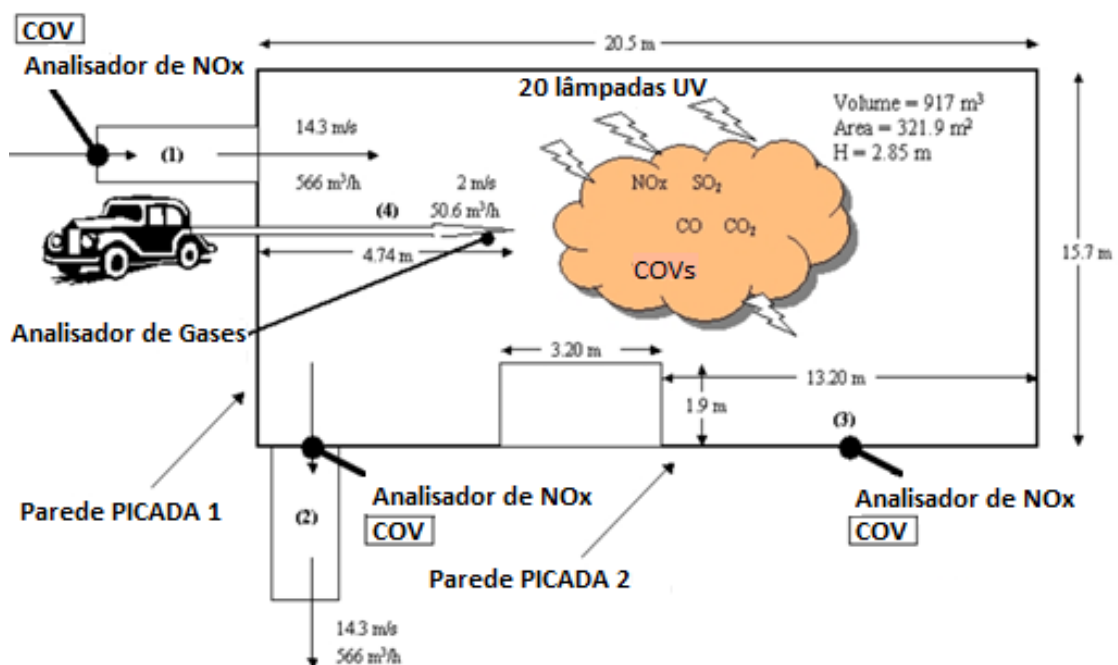 COV
Analisador de NOx
20.5 m
20 lâmpadas UV
Volume = 917 m³
Area = 321.9 m²
H = 2.85 m
14.3 m/s
(1)
566 m³/h
NOx SO₂
2 m/s
(4)
50.6 m³/h
CO CO₂
4.74 m
COVs
15.7 m
Analisador de Gases
3.20 m
13.20 m
1.9 m
(3)
Parede PICADA 1
(2)
Analisador de NOx
COV
Analisador de NOx
COV
Parede PICADA 2
14.3 m/s
566 m³/h